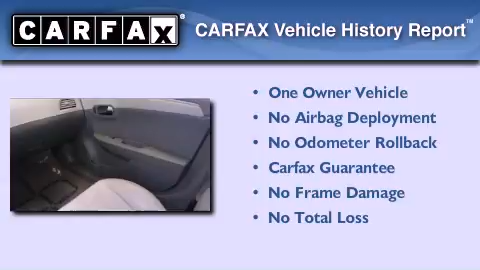 CARFAX® CARFAX Vehicle History Report™
• One Owner Vehicle
• No Airbag Deployment
• No Odometer Rollback
• Carfax Guarantee
• No Frame Damage
• No Total Loss